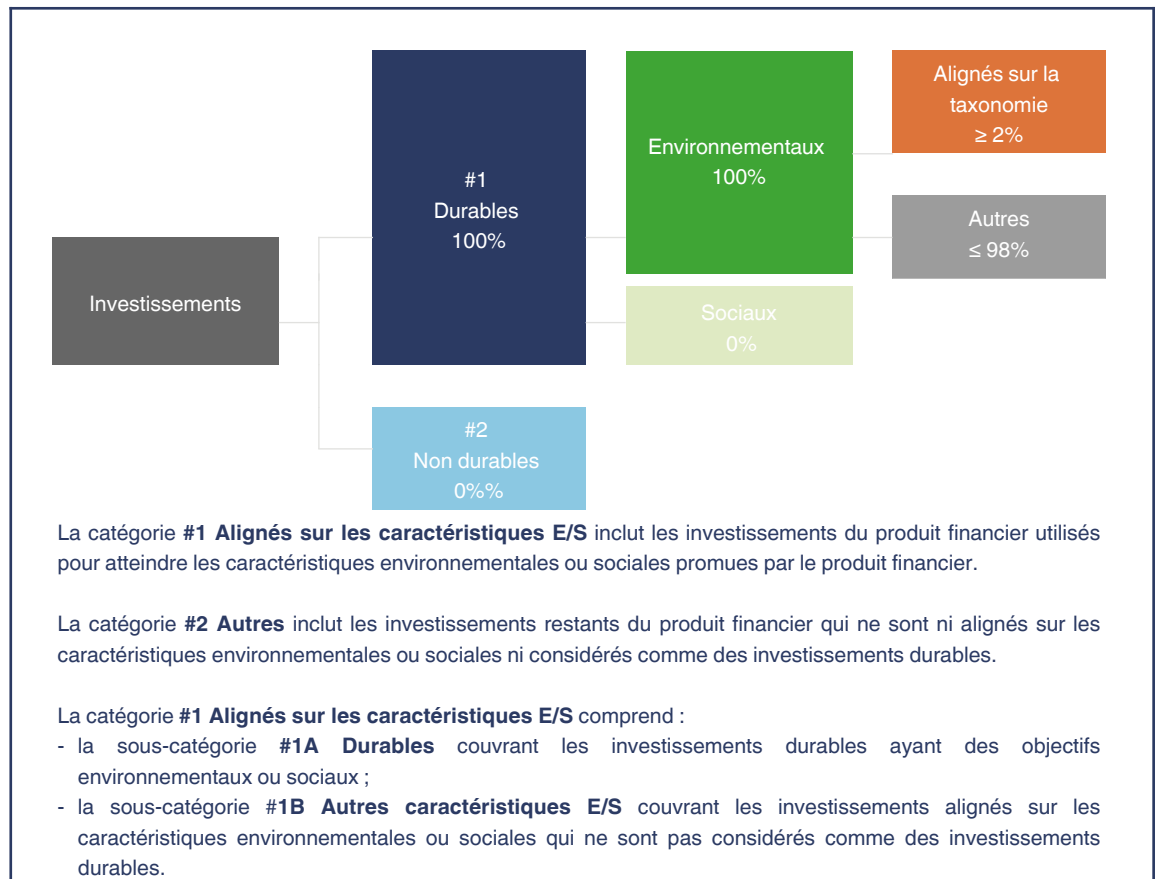 Investissements
#1
Durables
100%
#2
Non durables
0%%
Environnementaux
100%
Sociaux
0%
Alignés sur la
taxonomie
≥ 2%
Autres
≤ 98%
La catégorie #1 Alignés sur les caractéristiques E/S inclut les investissements du produit financier utilisés
pour atteindre les caractéristiques environnementales ou sociales promues par le produit financier.
La catégorie #2 Autres inclut les investissements restants du produit financier qui ne sont ni alignés sur les
caractéristiques environnementales ou sociales ni considérés comme des investissements durables.
La catégorie #1 Alignés sur les caractéristiques E/S comprend :
- la sous-catégorie #1A Durables couvrant les investissements durables ayant des objectifs
environnementaux ou sociaux ;
- la sous-catégorie #1B Autres caractéristiques E/S couvrant les investissements alignés sur les
caractéristiques environnementales ou sociales qui ne sont pas considérés comme des investissements
durables.